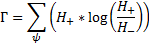 Γ = ∑_ψ (H₊ * log(H₊/H₋))